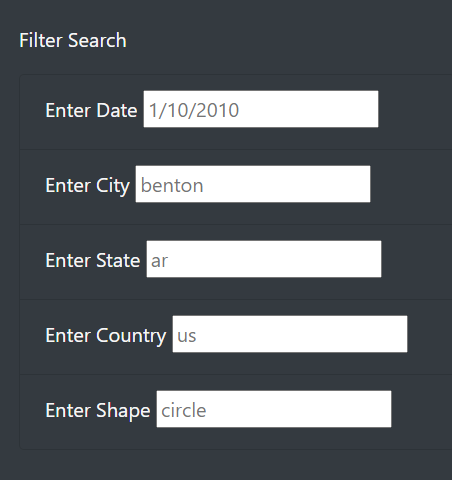 Filter Search
Enter Date 1/10/2010
Enter City benton
Enter State ar
Enter Country us
Enter Shape circle